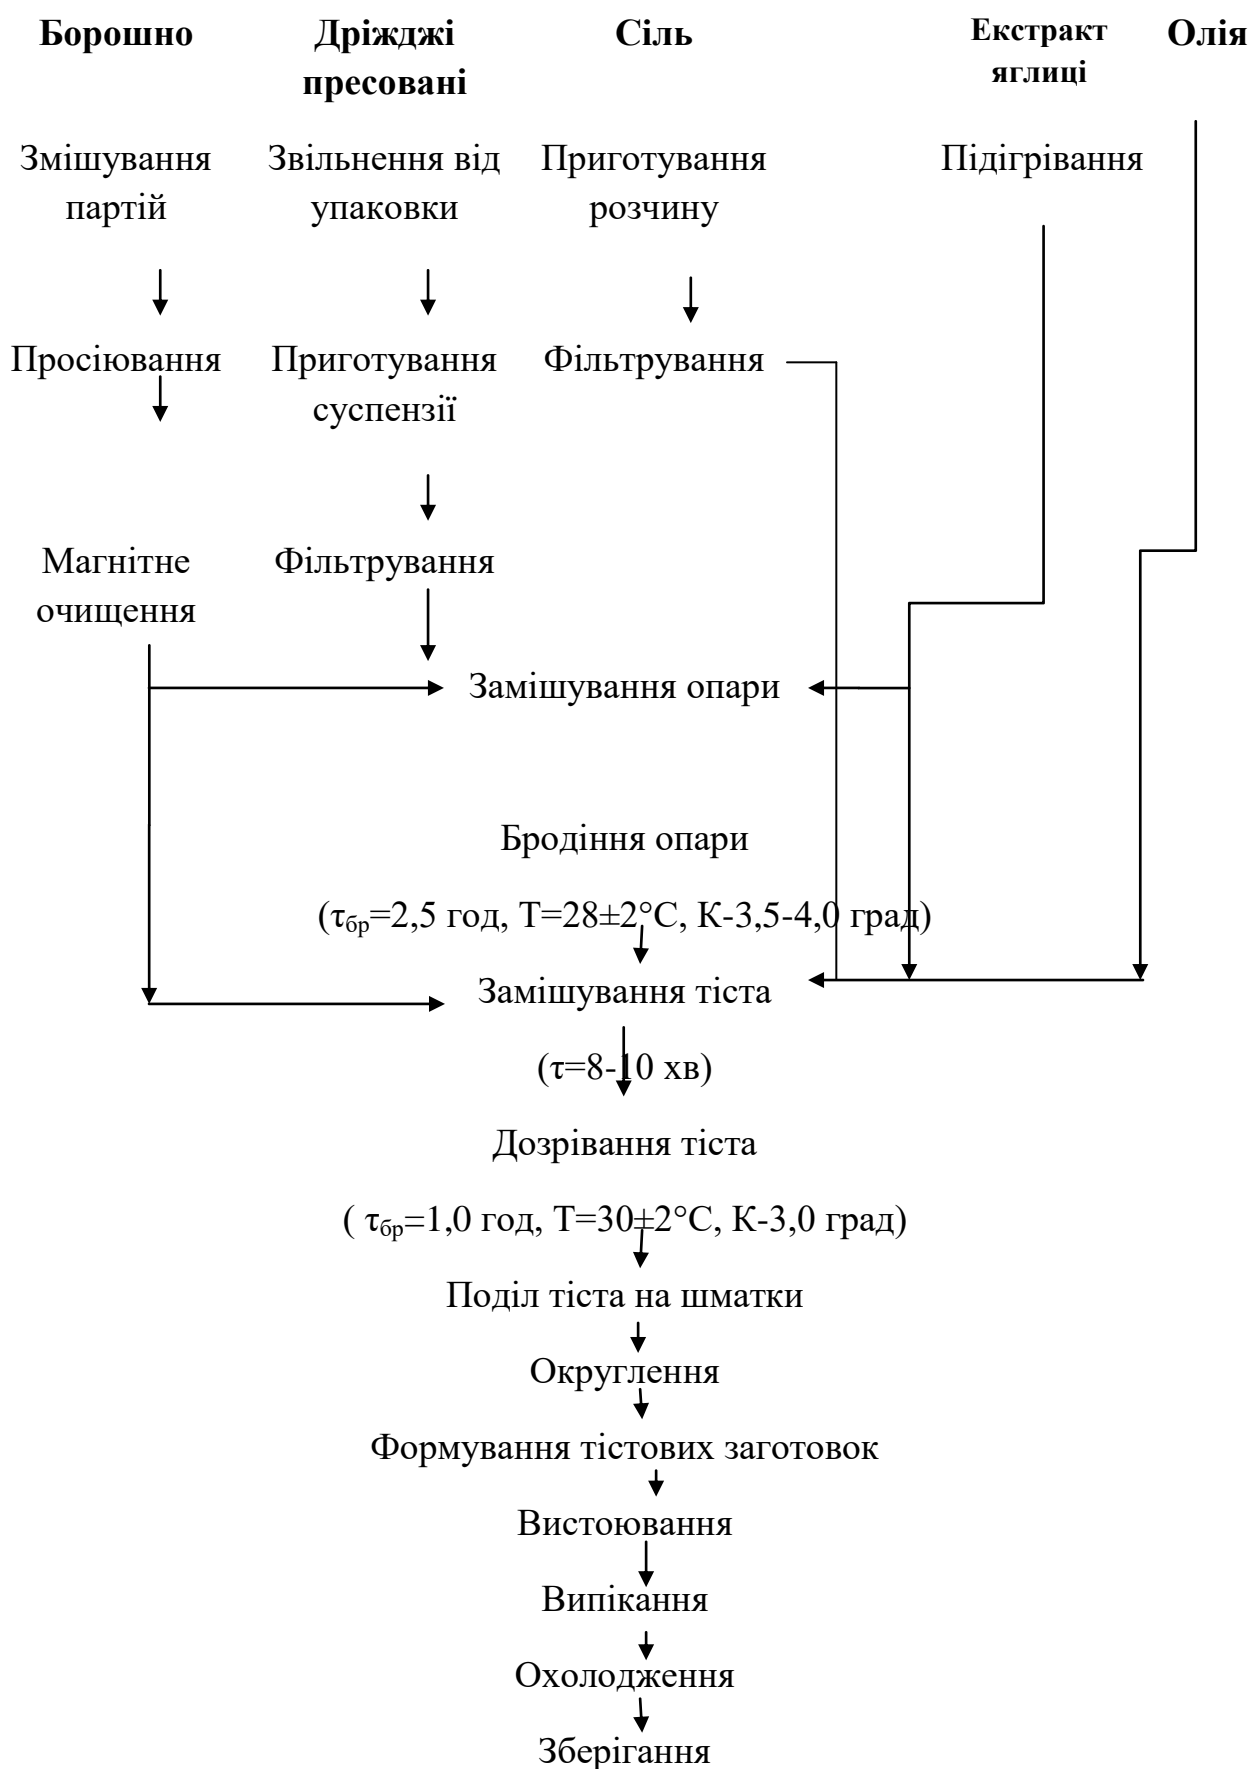 Борошно
Дріжджі
пресовані
Сіль
Екстракт
яглиці
Олія
Змішування
партій
Звільнення від
упаковки
Приготування
розчину
Підігрівання
Просіювання
Приготування
суспензії
Фільтрування
Магнітне
очищення
Фільтрування
Замішування опари
Бродіння опари
(τбр=2,5 год, Т=28±2°С, К-3,5-4,0 град)
Замішування тіста
(τ=8-10 хв)
Дозрівання тіста
( τбр=1,0 год, Т=30±2°С, К-3,0 град)
Поділ тіста на шматки
Округлення
Формування тістових заготовок
Вистоювання
Випікання
Охолодження
Зберігання